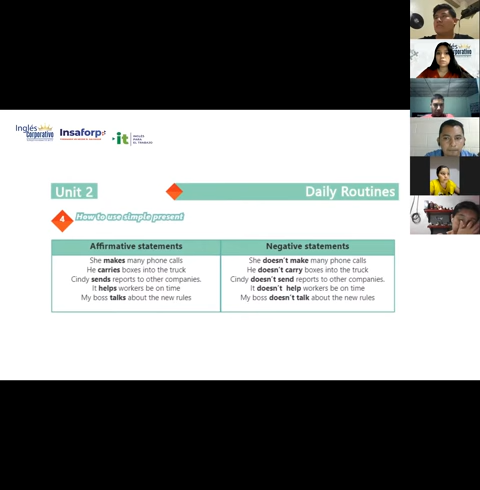 Inglés
Corporativo
Insaforp
it
INGLÉS
PARA
EL TRABAJO
Unit 2
Daily Routines
4
How to use simple present
Affirmative statements
Negative statements
She makes many phone calls
She doesn't make many phone calls
He carries boxes into the truck
He doesn't carry boxes into the truck
Cindy sends reports to other companies.
Cindy doesn't send reports to other companies.
It helps workers be on time
It doesn't help workers be on time
My boss talks about the new rules
My boss doesn't talk about the new rules